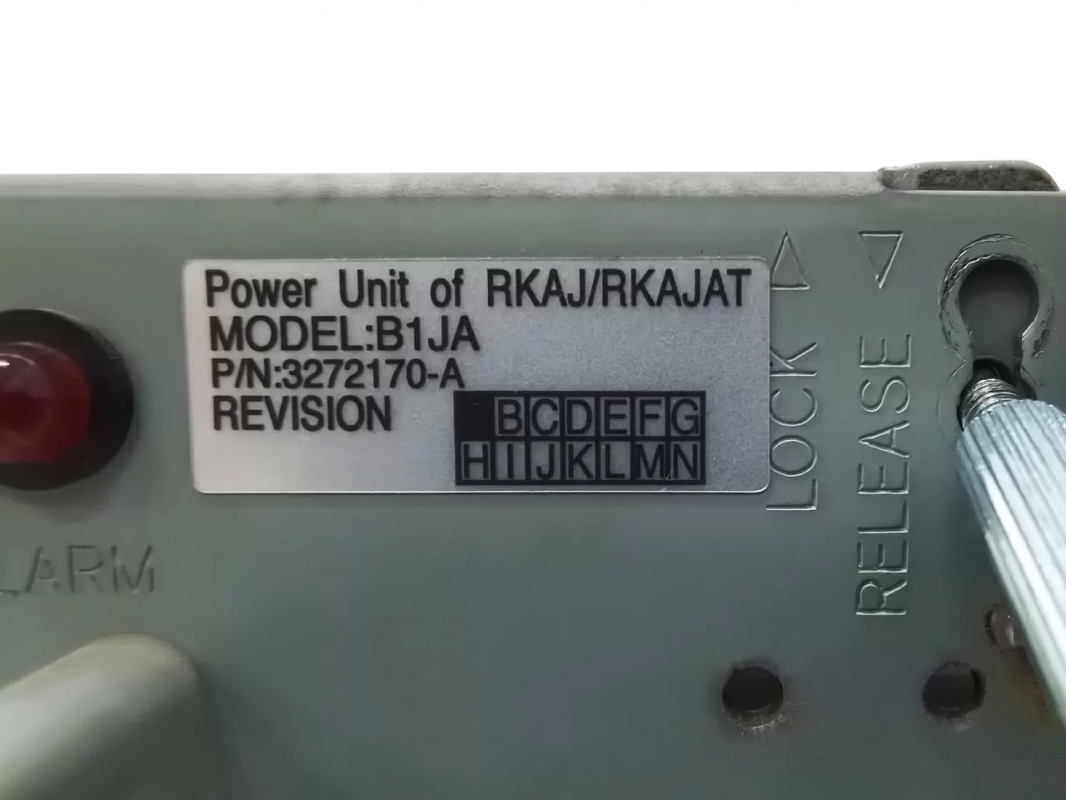 Power Unit of RKAJ/RKAJAT
MODEL:B1JA
P/N:3272170-A
REVISION
BCDEFG
HIJKLMN
LOCK
RELEASE
LARM